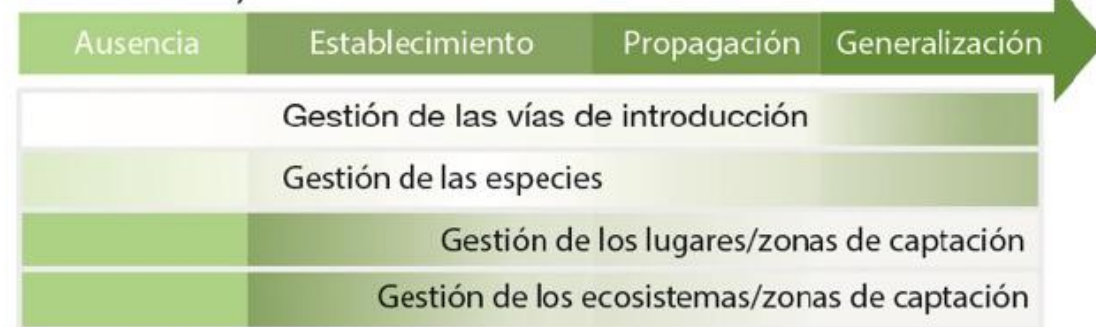 Ausencia Establecimiento Propagación Generalización
Gestión de las vías de introducción
Gestión de las especies
Gestión de los lugares/zonas de captación
Gestión de los ecosistemas/zonas de captación